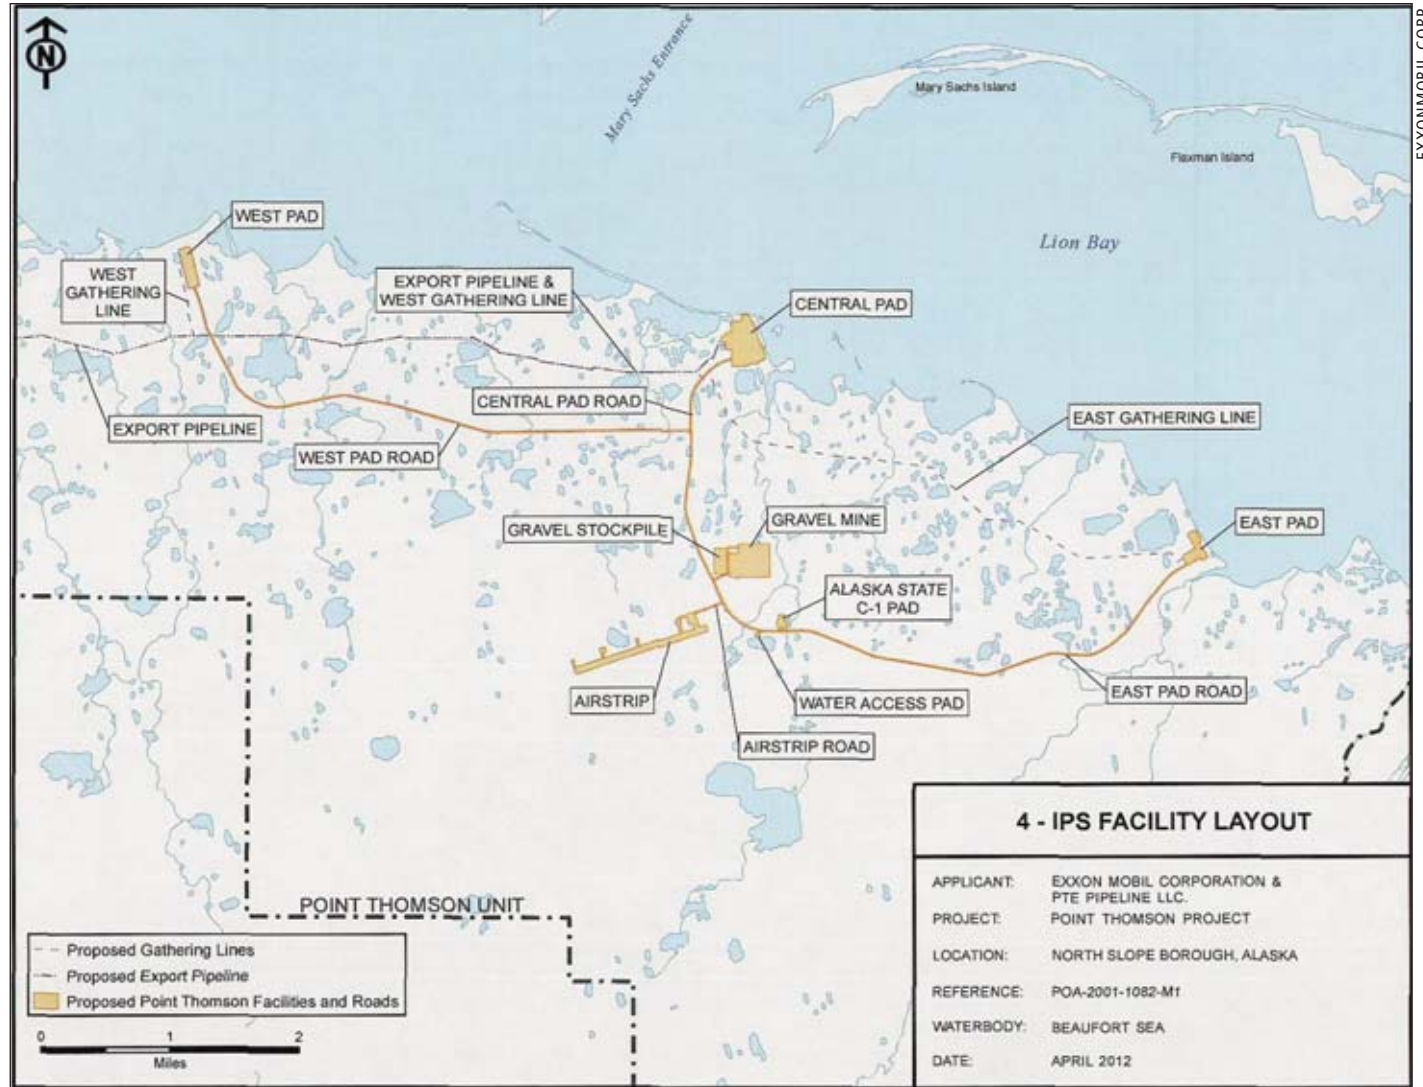 EXXONMOBIL CORP.
N
Mary Sachs Entrance
Mary Sachs Island
Flaxman Island
Lion Bay
WEST PAD
WEST
GATHERING
LINE
EXPORT PIPELINE &
WEST GATHERING LINE
CENTRAL PAD
EXPORT PIPELINE
CENTRAL PAD ROAD
WEST PAD ROAD
EAST GATHERING LINE
GRAVEL STOCKPILE
GRAVEL MINE
EAST PAD
ALASKA STATE
C-1 PAD
AIRSTRIP
WATER ACCESS PAD
EAST PAD ROAD
AIRSTRIP ROAD
POINT THOMSON UNIT
Proposed Gathering Lines
Proposed Export Pipeline
Proposed Point Thomson Facilities and Roads
0 1 2
Miles
4 - IPS FACILITY LAYOUT
APPLICANT: EXXON MOBIL CORPORATION &
PTE PIPELINE LLC.
PROJECT: POINT THOMSON PROJECT
LOCATION: NORTH SLOPE BOROUGH, ALASKA
REFERENCE: POA-2001-1082-M1
WATERBODY: BEAUFORT SEA
DATE: APRIL 2012